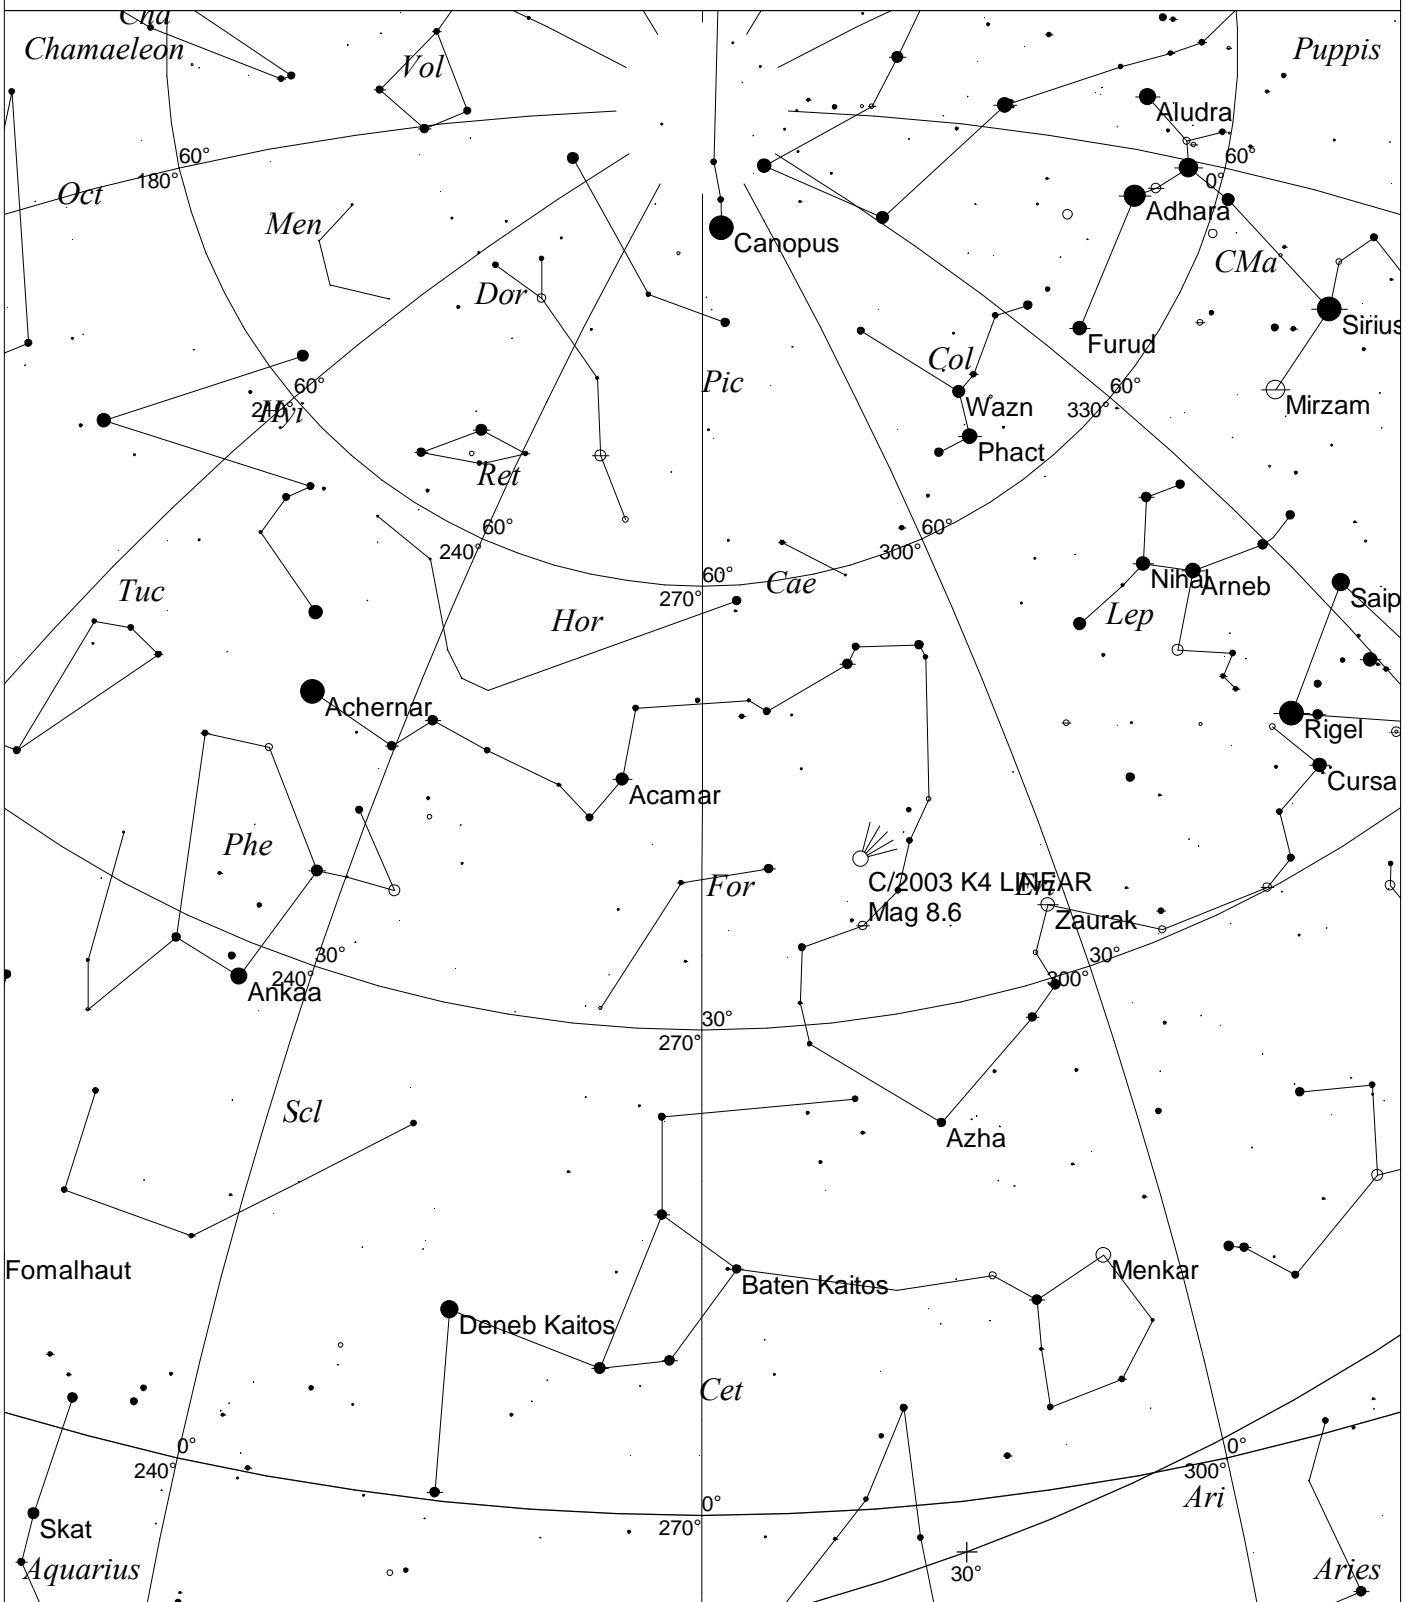 Cha
Chamaeleon
Vol
Puppis
Aludra
60°
180°
60°
0°
Oct
Men
Adhara
Canopus
CMa
Dor
Sirius
Furud
Col
Pic
60°
210°
Hyi
60°
330°
Wazn
Mirzam
Phact
Ret
60°
240°
60°
300°
60°
270°
Cae
Nihal
Arneb
Tuc
Hor
Lep
Saip
Achernar
Rigel
Acamar
Cursa
Phe
For
C/2003 K4 LINEAR
Eri
Mag 8.6
Zaurak
30°
240°
Ankaa
30°
300°
30°
270°
Scl
Azha
Fomalhaut
Menkar
Baten Kaitos
Deneb Kaitos
Cet
0°
240°
0°
300°
0°
270°
Ari
Skat
Aquarius
30°
Aries